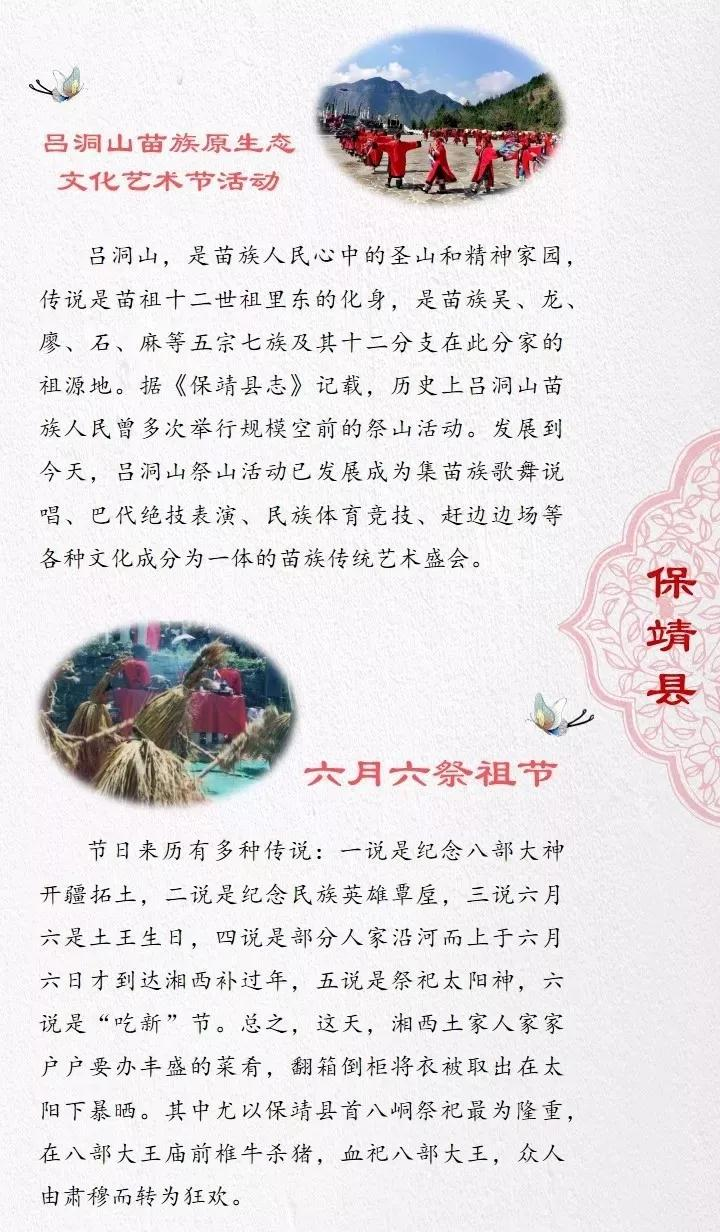 吕洞山苗族原生态
文化艺术节活动
吕洞山，是苗族人民心中的圣山和精神家园，
传说是苗祖十二世祖里东的化身，是苗族吴、龙、
廖、石、麻等五宗七族及其十二分支在此分家的
祖源地。据《保靖县志》记载，历史上吕洞山苗
族人民曾多次举行规模空前的祭山活动。发展到
今天，吕洞山祭山活动已发展成为集苗族歌舞说
唱、巴代绝技表演、民族体育竞技、赶边边场等
各种文化成分为一体的苗族传统艺术盛会。
保
靖
县
六月六祭祖节
节日来历有多种传说：一说是纪念八部大神
开疆拓土，二说是纪念民族英雄覃垕，三说六月
六是土王生日，四说是部分人家沿河而上于六月
六日才到达湘西补过年，五说是祭祀太阳神，六
说是“吃新”节。总之，这天，湘西土家人家家
户户要办丰盛的菜肴，翻箱倒柜将衣被取出在太
阳下暴晒。其中尤以保靖县首八峒祭祀最为隆重，
在八部大王庙前椎牛杀猪，血祀八部大王，众人
由肃穆而转为狂欢。